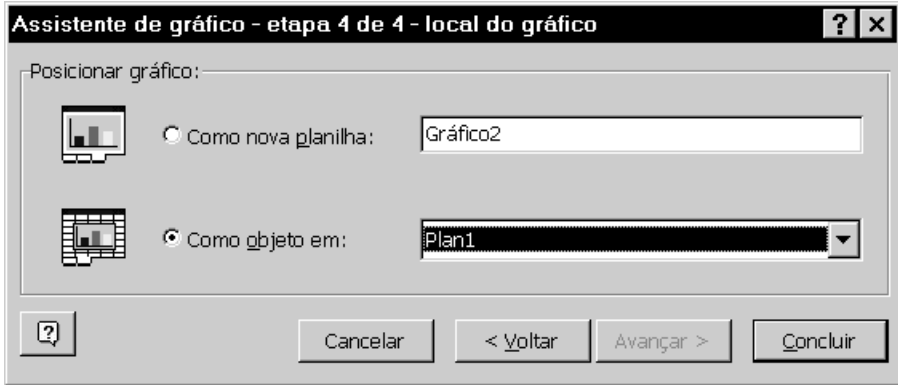 Assistente de gráfico - etapa 4 de 4 - local do gráfico
Posicionar gráfico:
Como nova planilha: Gráfico2
Como objeto em: Plan1
Cancelar < Voltar Avançar > Concluir